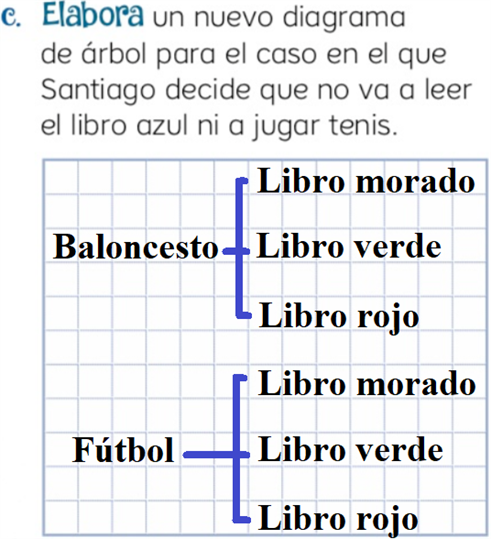 c. Elabora un nuevo diagrama
de árbol para el caso en el que
Santiago decide que no va a leer
el libro azul ni a jugar tenis.
Libro morado
Baloncesto Libro verde
Libro rojo
Libro morado
Fútbol Libro verde
Libro rojo